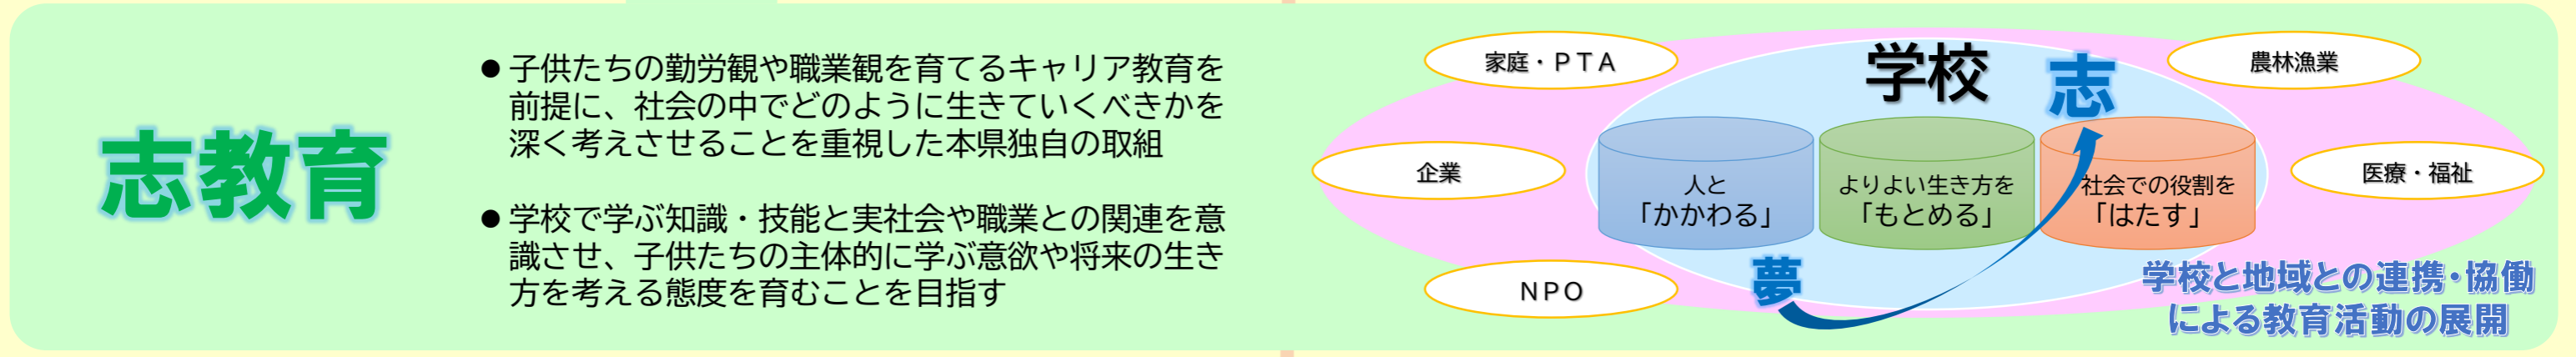 志教育
●子供たちの勤労観や職業観を育てるキャリア教育を
前提に、社会の中でどのように生きていくべきかを
深く考えさせることを重視した本県独自の取組
●学校で学ぶ知識・技能と実社会や職業との関連を意
識させ、子供たちの主体的に学ぶ意欲や将来の生き
方を考える態度を育むことを目指す
家庭・ＰＴＡ
学校
志
農林漁業
企業
医療・福祉
人と
「かかわる」
よりよい生き方を
「もとめる」
社会での役割を
「はたす」
ＮＰＯ
夢
学校と地域との連携・協働
による教育活動の展開